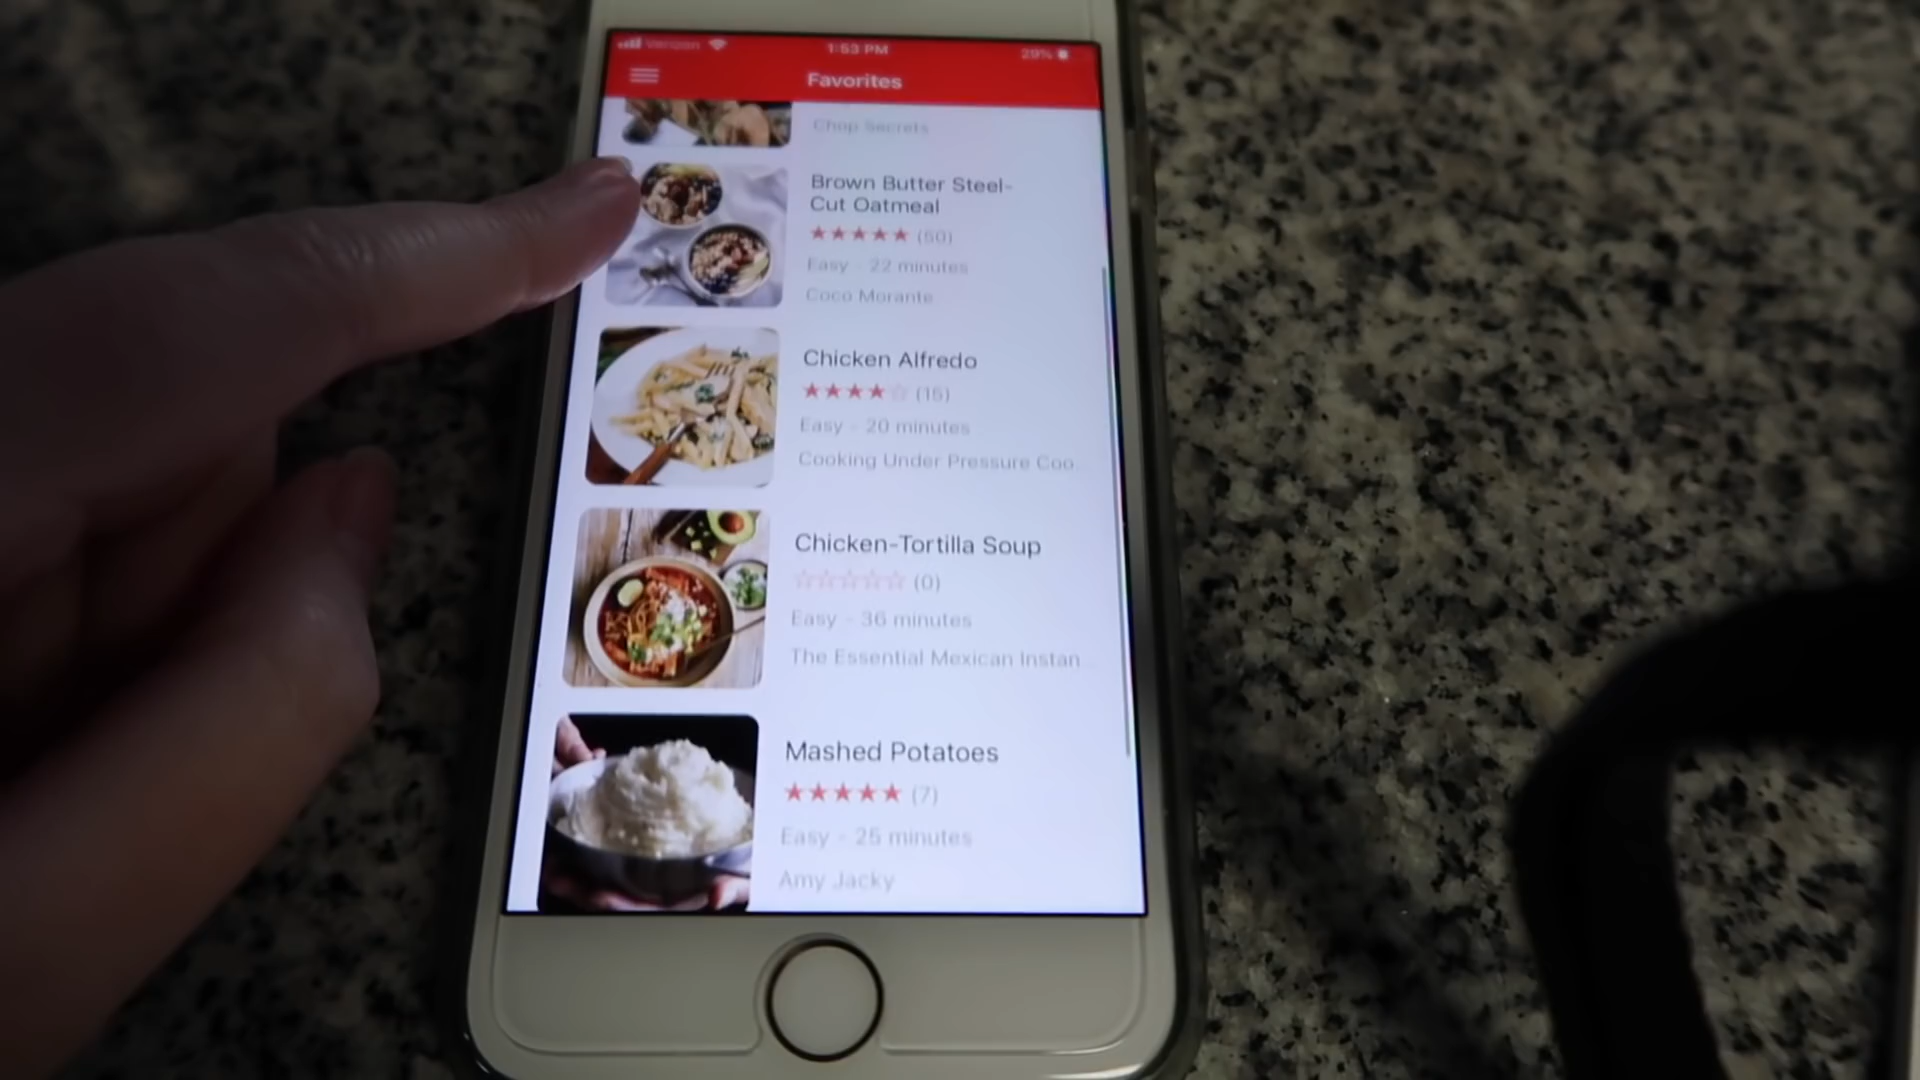 Verizon 1:53 PM 29%
Favorites
Chop Secrets
Brown Butter Steel-
Cut Oatmeal
(50)
Easy - 22 minutes
Coco Morante
Chicken Alfredo
(15)
Easy - 20 minutes
Cooking Under Pressure Coo
Chicken-Tortilla Soup
(0)
Easy - 36 minutes
The Essential Mexican Instan
Mashed Potatoes
(7)
Easy - 25 minutes
Amy Jacky